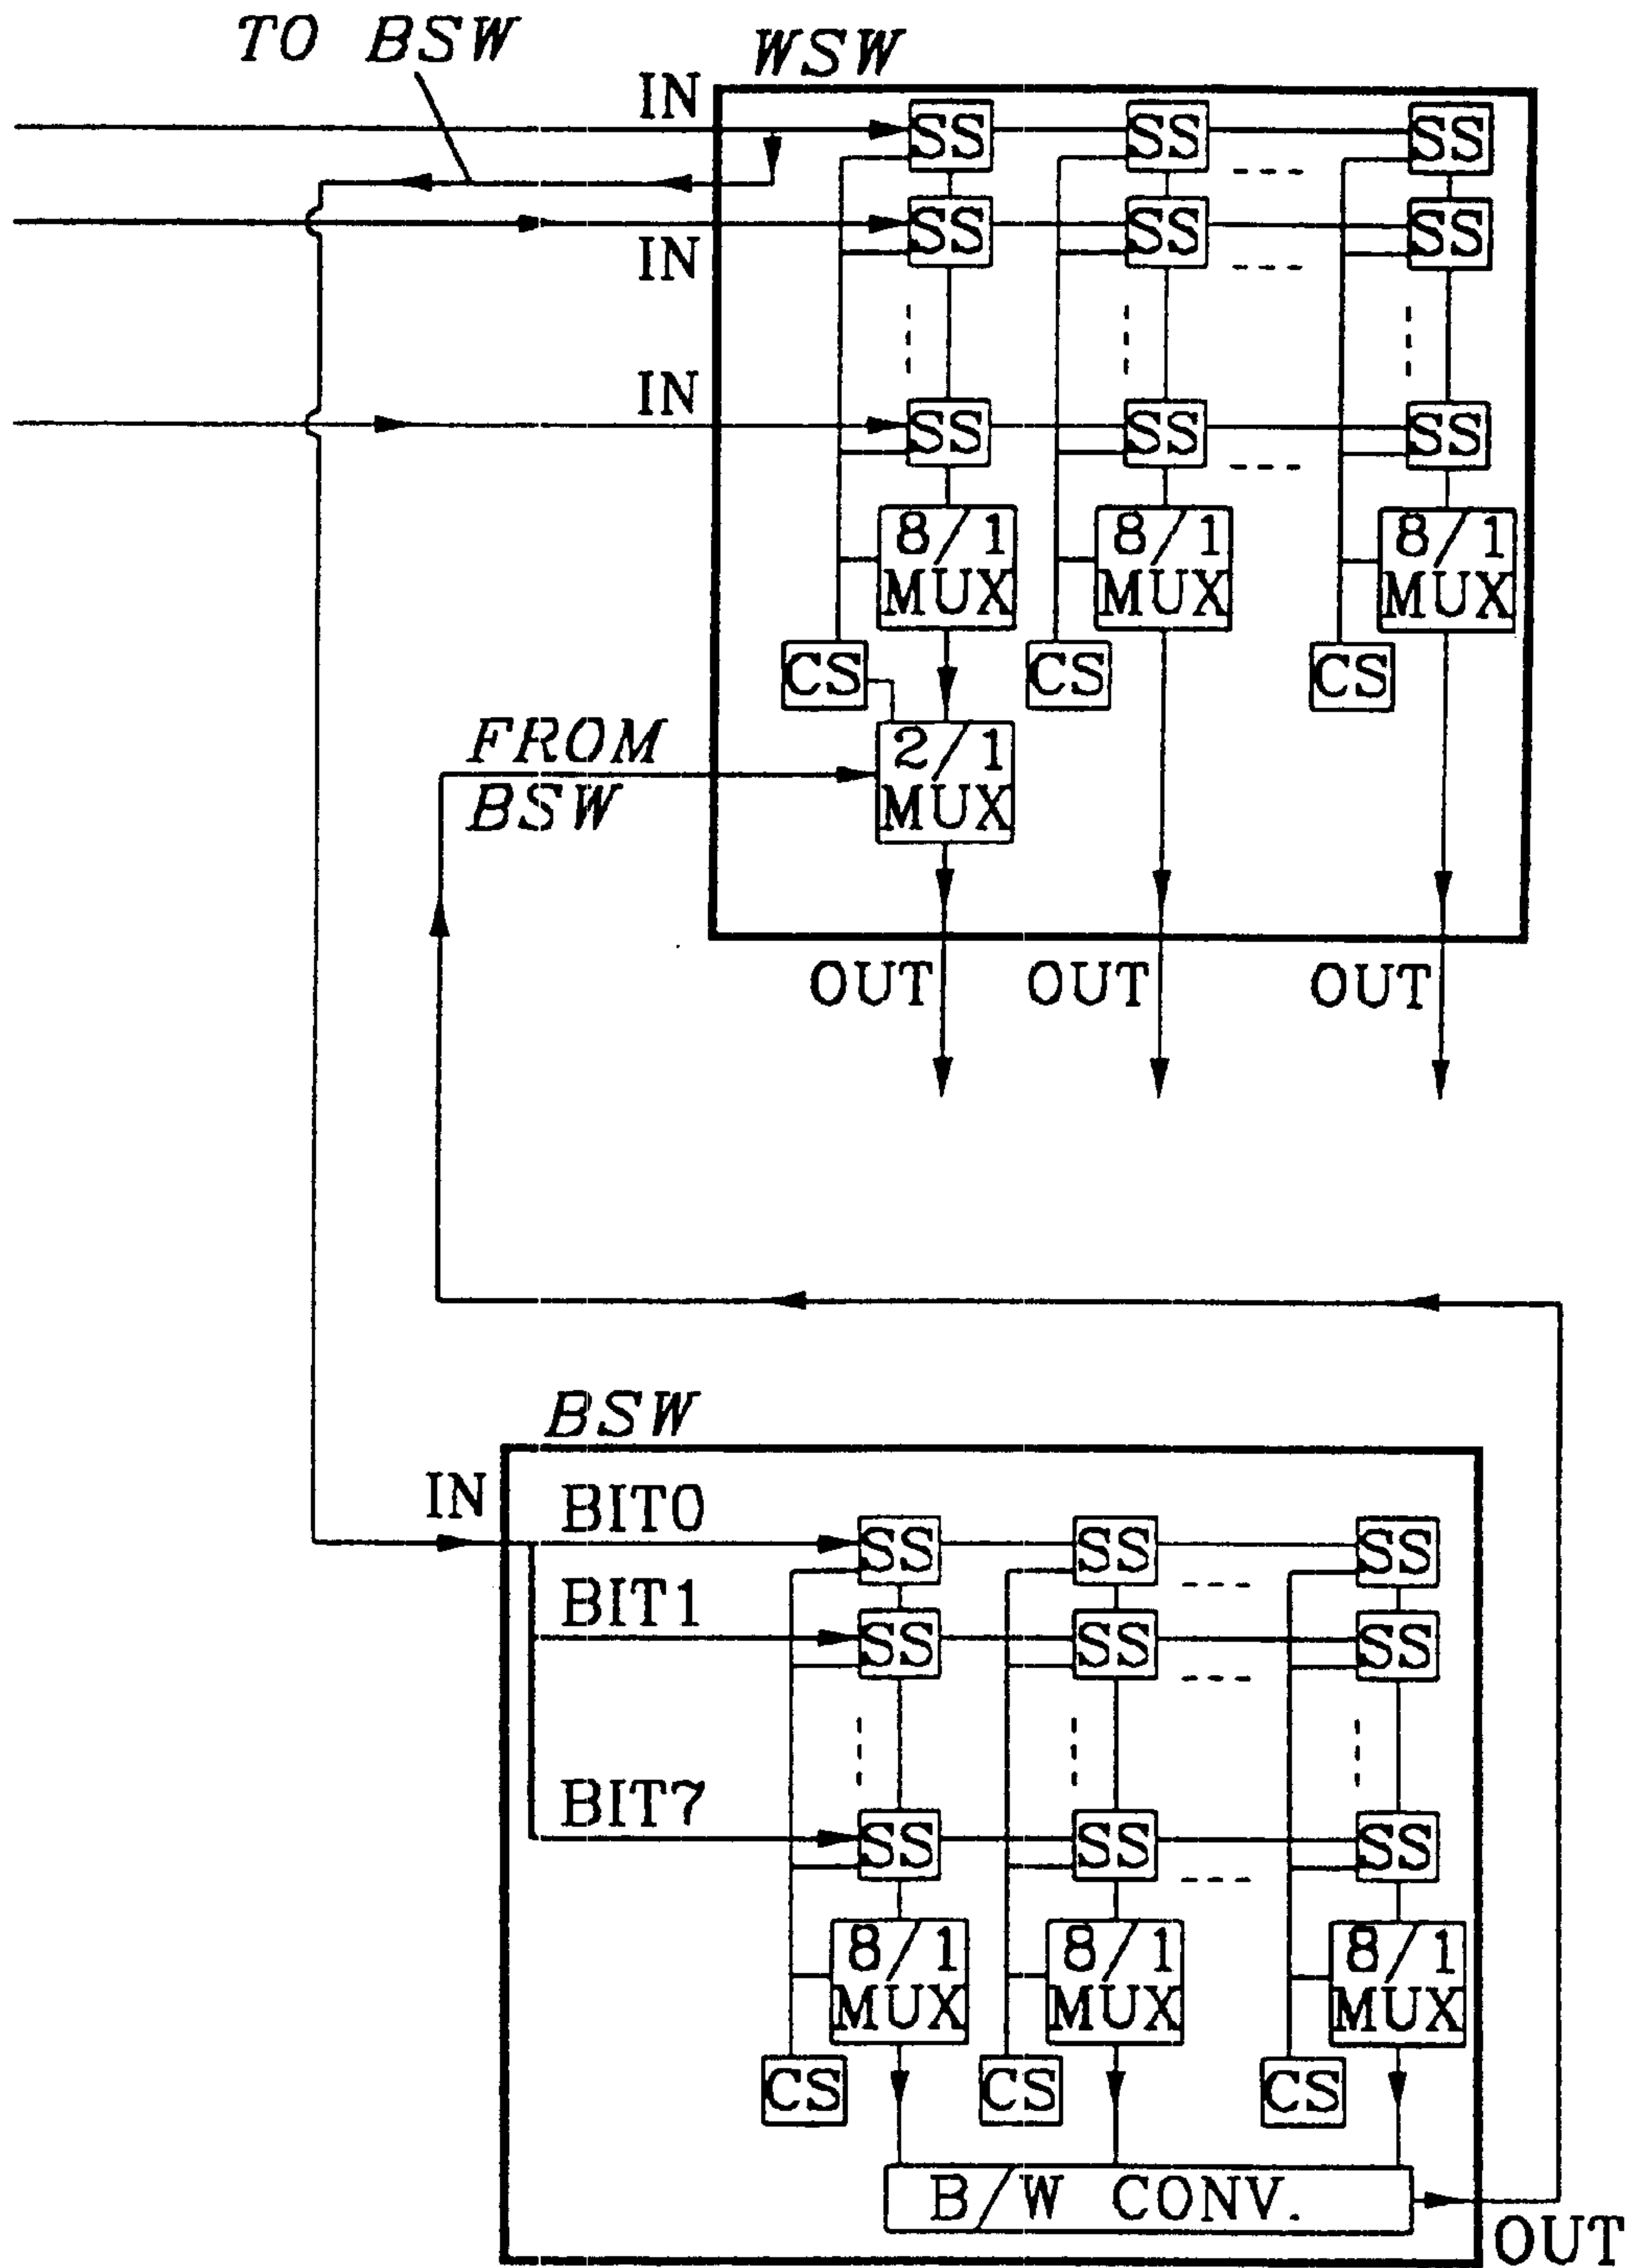 TO BSW
WSW
IN
SS SS SS
IN
SS SS SS
IN
SS SS SS
8/1 MUX
8/1 MUX
8/1 MUX
CS CS CS
FROM BSW
2/1 MUX
OUT OUT OUT
BSW
IN
BIT0
SS SS SS
BIT1
SS SS SS
BIT7
SS SS SS
8/1 MUX
8/1 MUX
8/1 MUX
CS CS CS
B/W CONV.
OUT